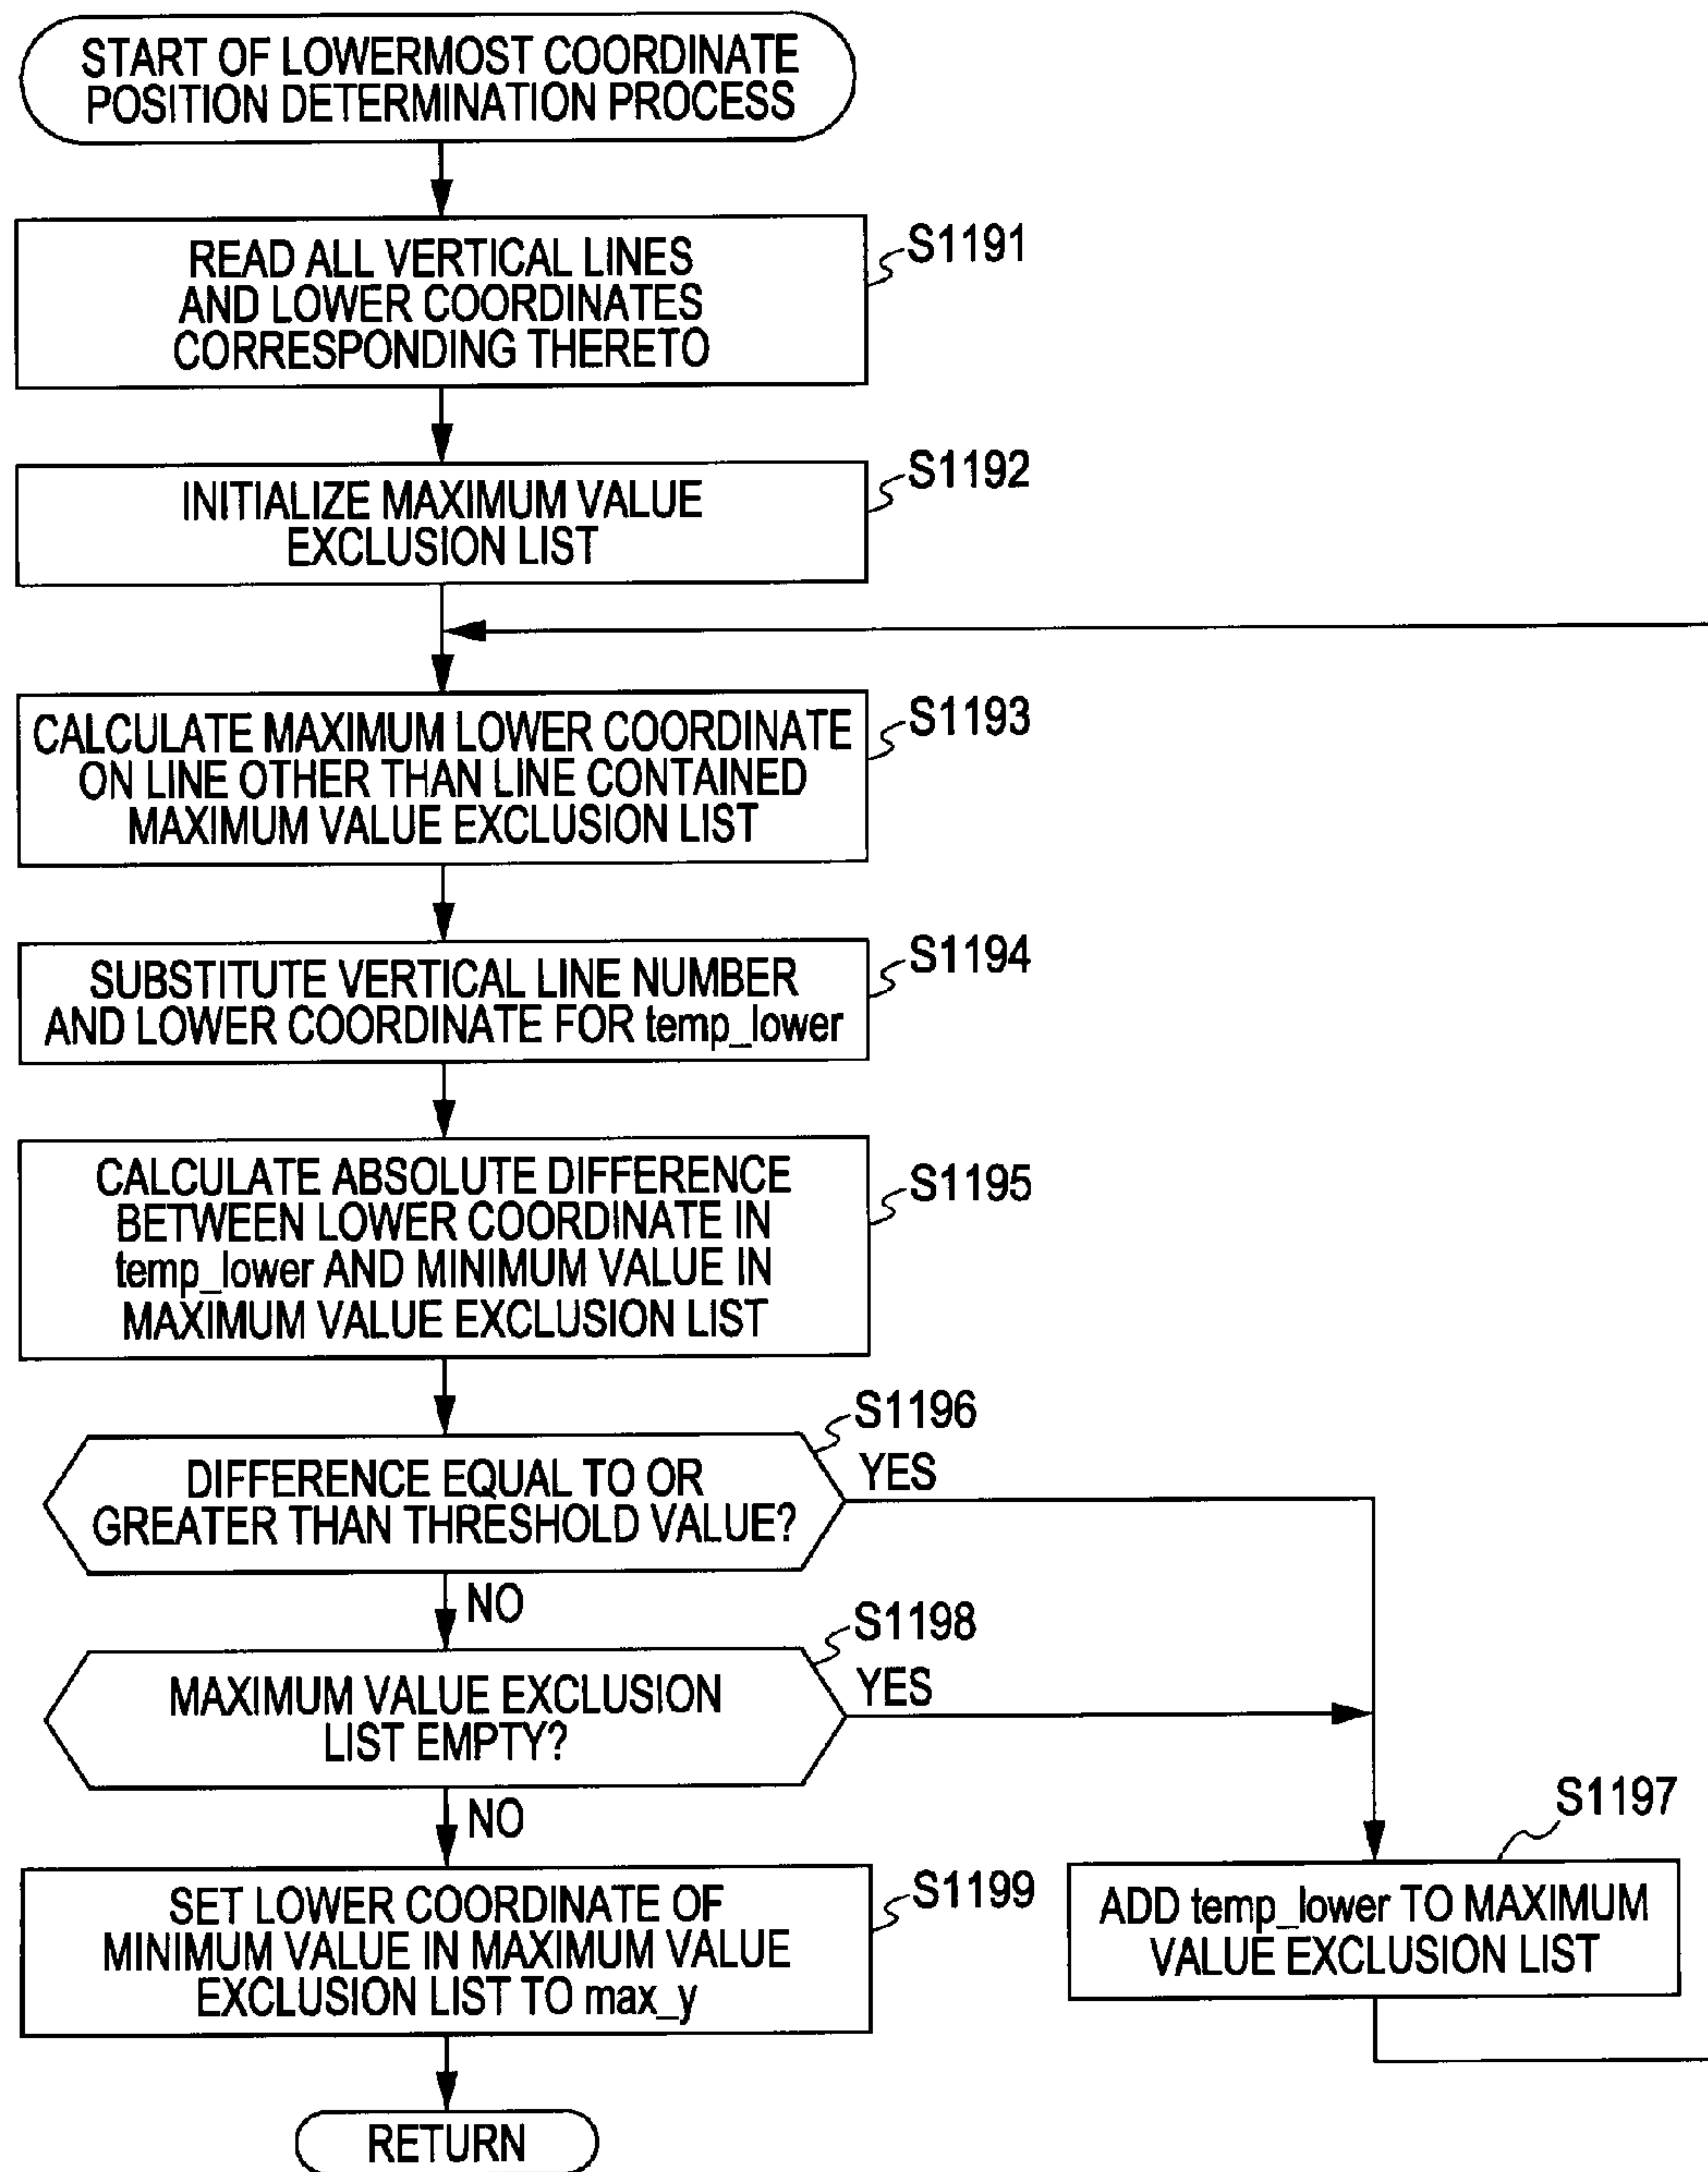 START OF LOWERMOST COORDINATE
POSITION DETERMINATION PROCESS
S1191
READ ALL VERTICAL LINES
AND LOWER COORDINATES
CORRESPONDING THERETO
S1192
INITIALIZE MAXIMUM VALUE
EXCLUSION LIST
S1193
CALCULATE MAXIMUM LOWER COORDINATE
ON LINE OTHER THAN LINE CONTAINED
MAXIMUM VALUE EXCLUSION LIST
S1194
SUBSTITUTE VERTICAL LINE NUMBER
AND LOWER COORDINATE FOR temp_lower
S1195
CALCULATE ABSOLUTE DIFFERENCE
BETWEEN LOWER COORDINATE IN
temp_lower AND MINIMUM VALUE IN
MAXIMUM VALUE EXCLUSION LIST
S1196
DIFFERENCE EQUAL TO OR
GREATER THAN THRESHOLD VALUE?
YES
NO
S1198
MAXIMUM VALUE EXCLUSION
LIST EMPTY?
YES
NO
S1197
ADD temp_lower TO MAXIMUM
VALUE EXCLUSION LIST
S1199
SET LOWER COORDINATE OF
MINIMUM VALUE IN MAXIMUM VALUE
EXCLUSION LIST TO max_y
RETURN